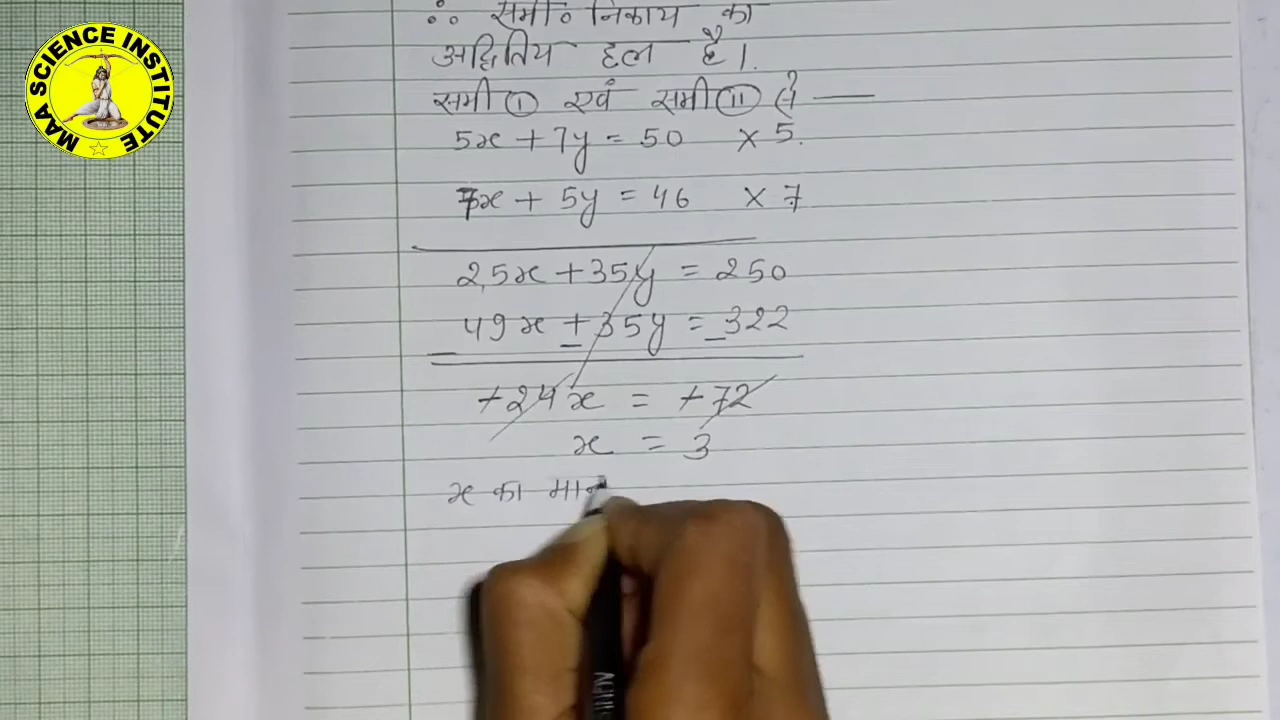 MAA SCIENCE INSTITUTE
∴ समी० निकाय का
अद्वितिय हल है।
समी(I) एवं समी(II) से —
5x + 7y = 50 × 5.
7x + 5y = 46 × 7
25x + 35y = 250
49x + 35y = 322
+24x = +72
x = 3
x का मान